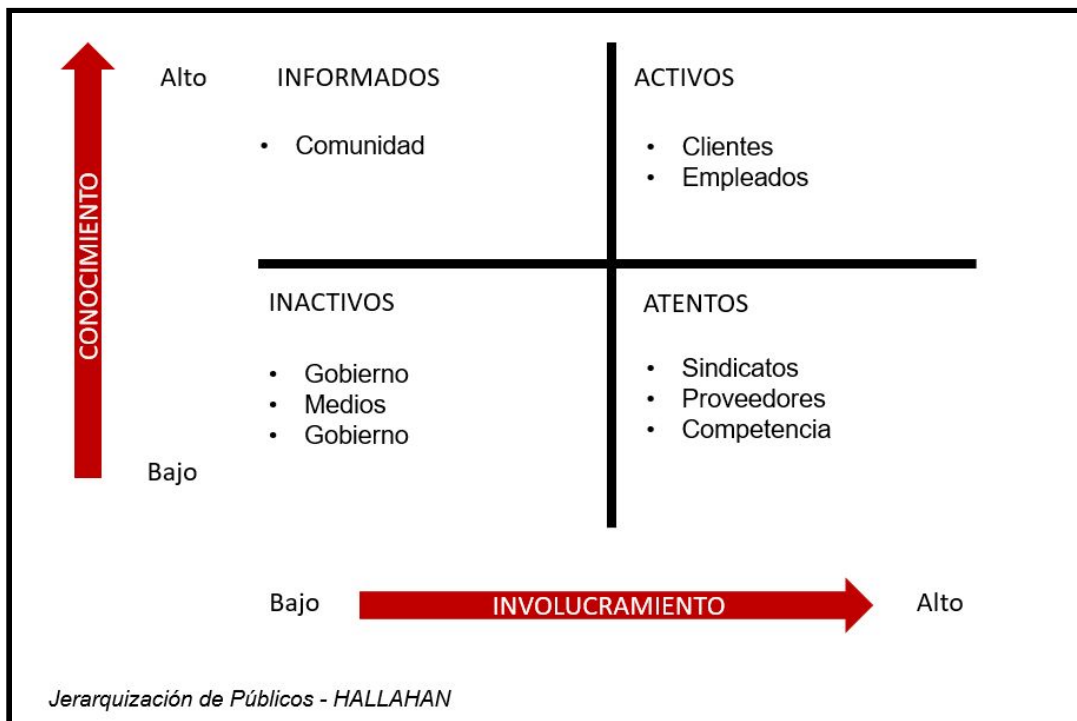 Alto
INFORMADOS
ACTIVOS
• Comunidad
• Clientes
• Empleados
CONOCIMIENTO
INACTIVOS
ATENTOS
• Gobierno
• Medios
• Gobierno
• Sindicatos
• Proveedores
• Competencia
Bajo
Bajo
INVOLUCRAMIENTO
Alto
Jerarquización de Públicos - HALLAHAN